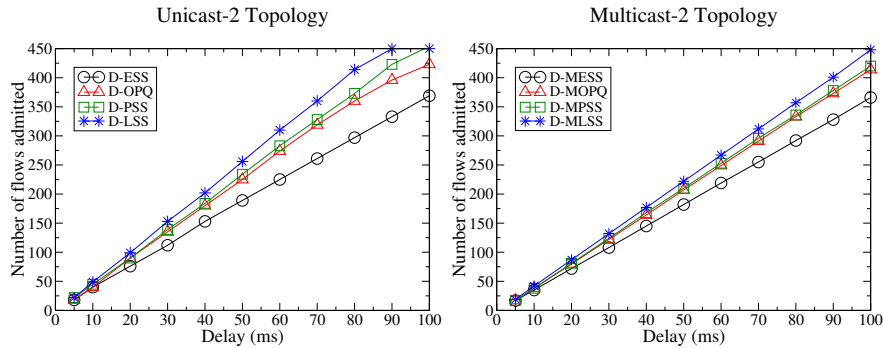 Unicast-2 Topology
450
400
350
300
250
200
150
100
50
0
Number of flows admitted
D-ESS
D-OPQ
D-PSS
D-LSS
0 10 20 30 40 50 60 70 80 90 100
Delay (ms)
Multicast-2 Topology
450
400
350
300
250
200
150
100
50
0
Number of flows admitted
D-MESS
D-MOPQ
D-MPSS
D-MLSS
0 10 20 30 40 50 60 70 80 90 100
Delay (ms)